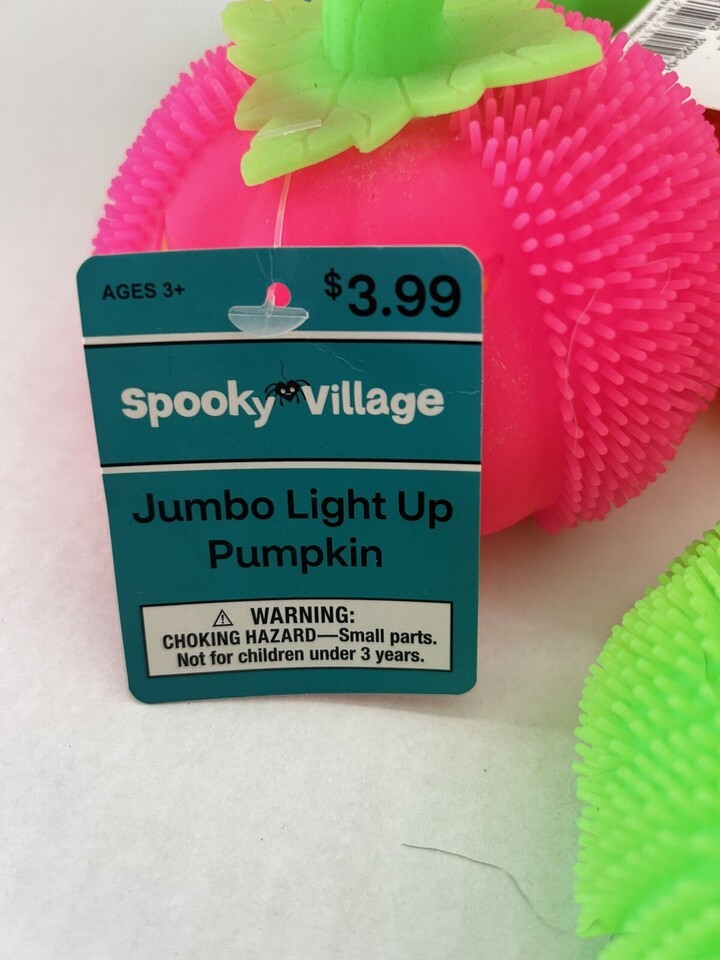 AGES 3+
$3.99
Spooky Village
Jumbo Light Up
Pumpkin
⚠ WARNING:
CHOKING HAZARD—Small parts.
Not for children under 3 years.